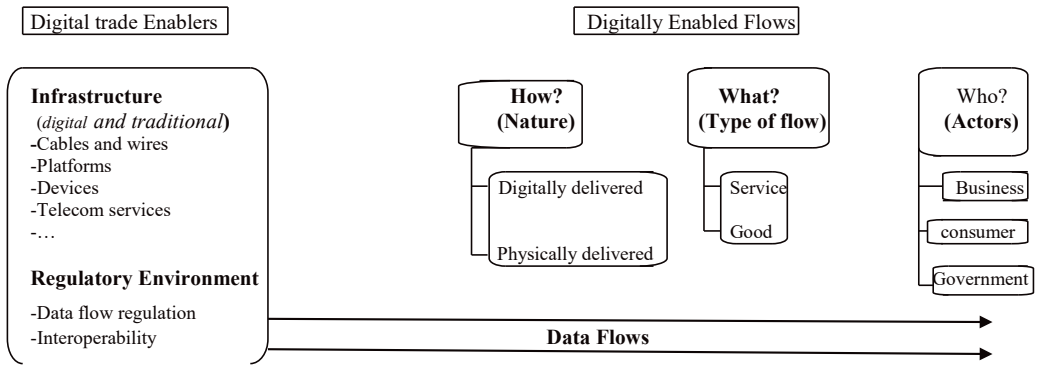 Digital trade Enablers
Digitally Enabled Flows
Infrastructure
(digital and traditional)
-Cables and wires
-Platforms
-Devices
-Telecom services
-…
Regulatory Environment
-Data flow regulation
-Interoperability
How?
(Nature)
Digitally delivered
Physically delivered
What?
(Type of flow)
Service
Good
Who?
(Actors)
Business
consumer
Government
Data Flows